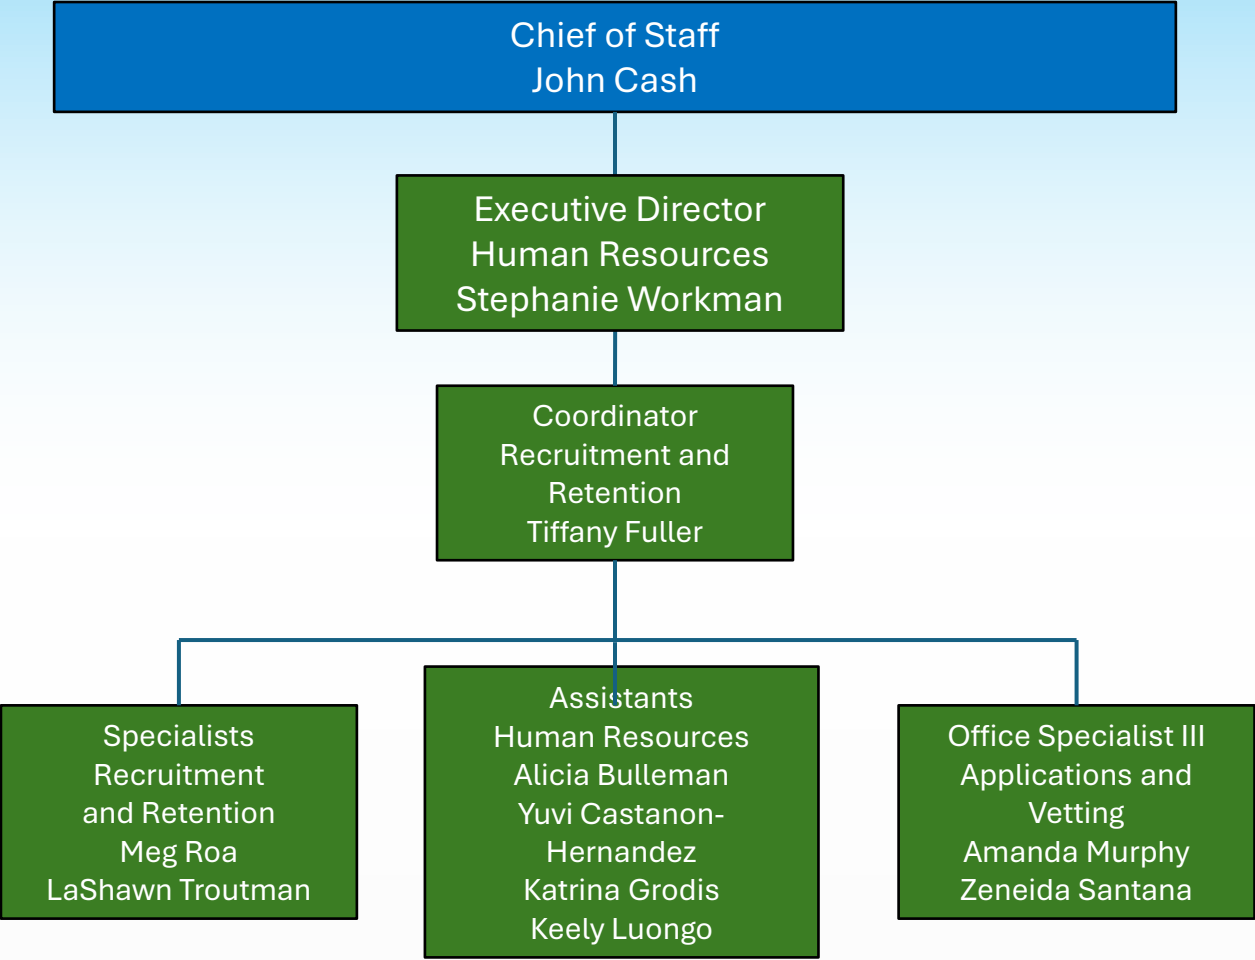 Chief of Staff
John Cash
Executive Director
Human Resources
Stephanie Workman
Coordinator
Recruitment and
Retention
Tiffany Fuller
Specialists
Recruitment
and Retention
Meg Roa
LaShawn Troutman
Assistants
Human Resources
Alicia Bulleman
Yuvi Castanon-
Hernandez
Katrina Grodis
Keely Luongo
Office Specialist III
Applications and
Vetting
Amanda Murphy
Zeneida Santana